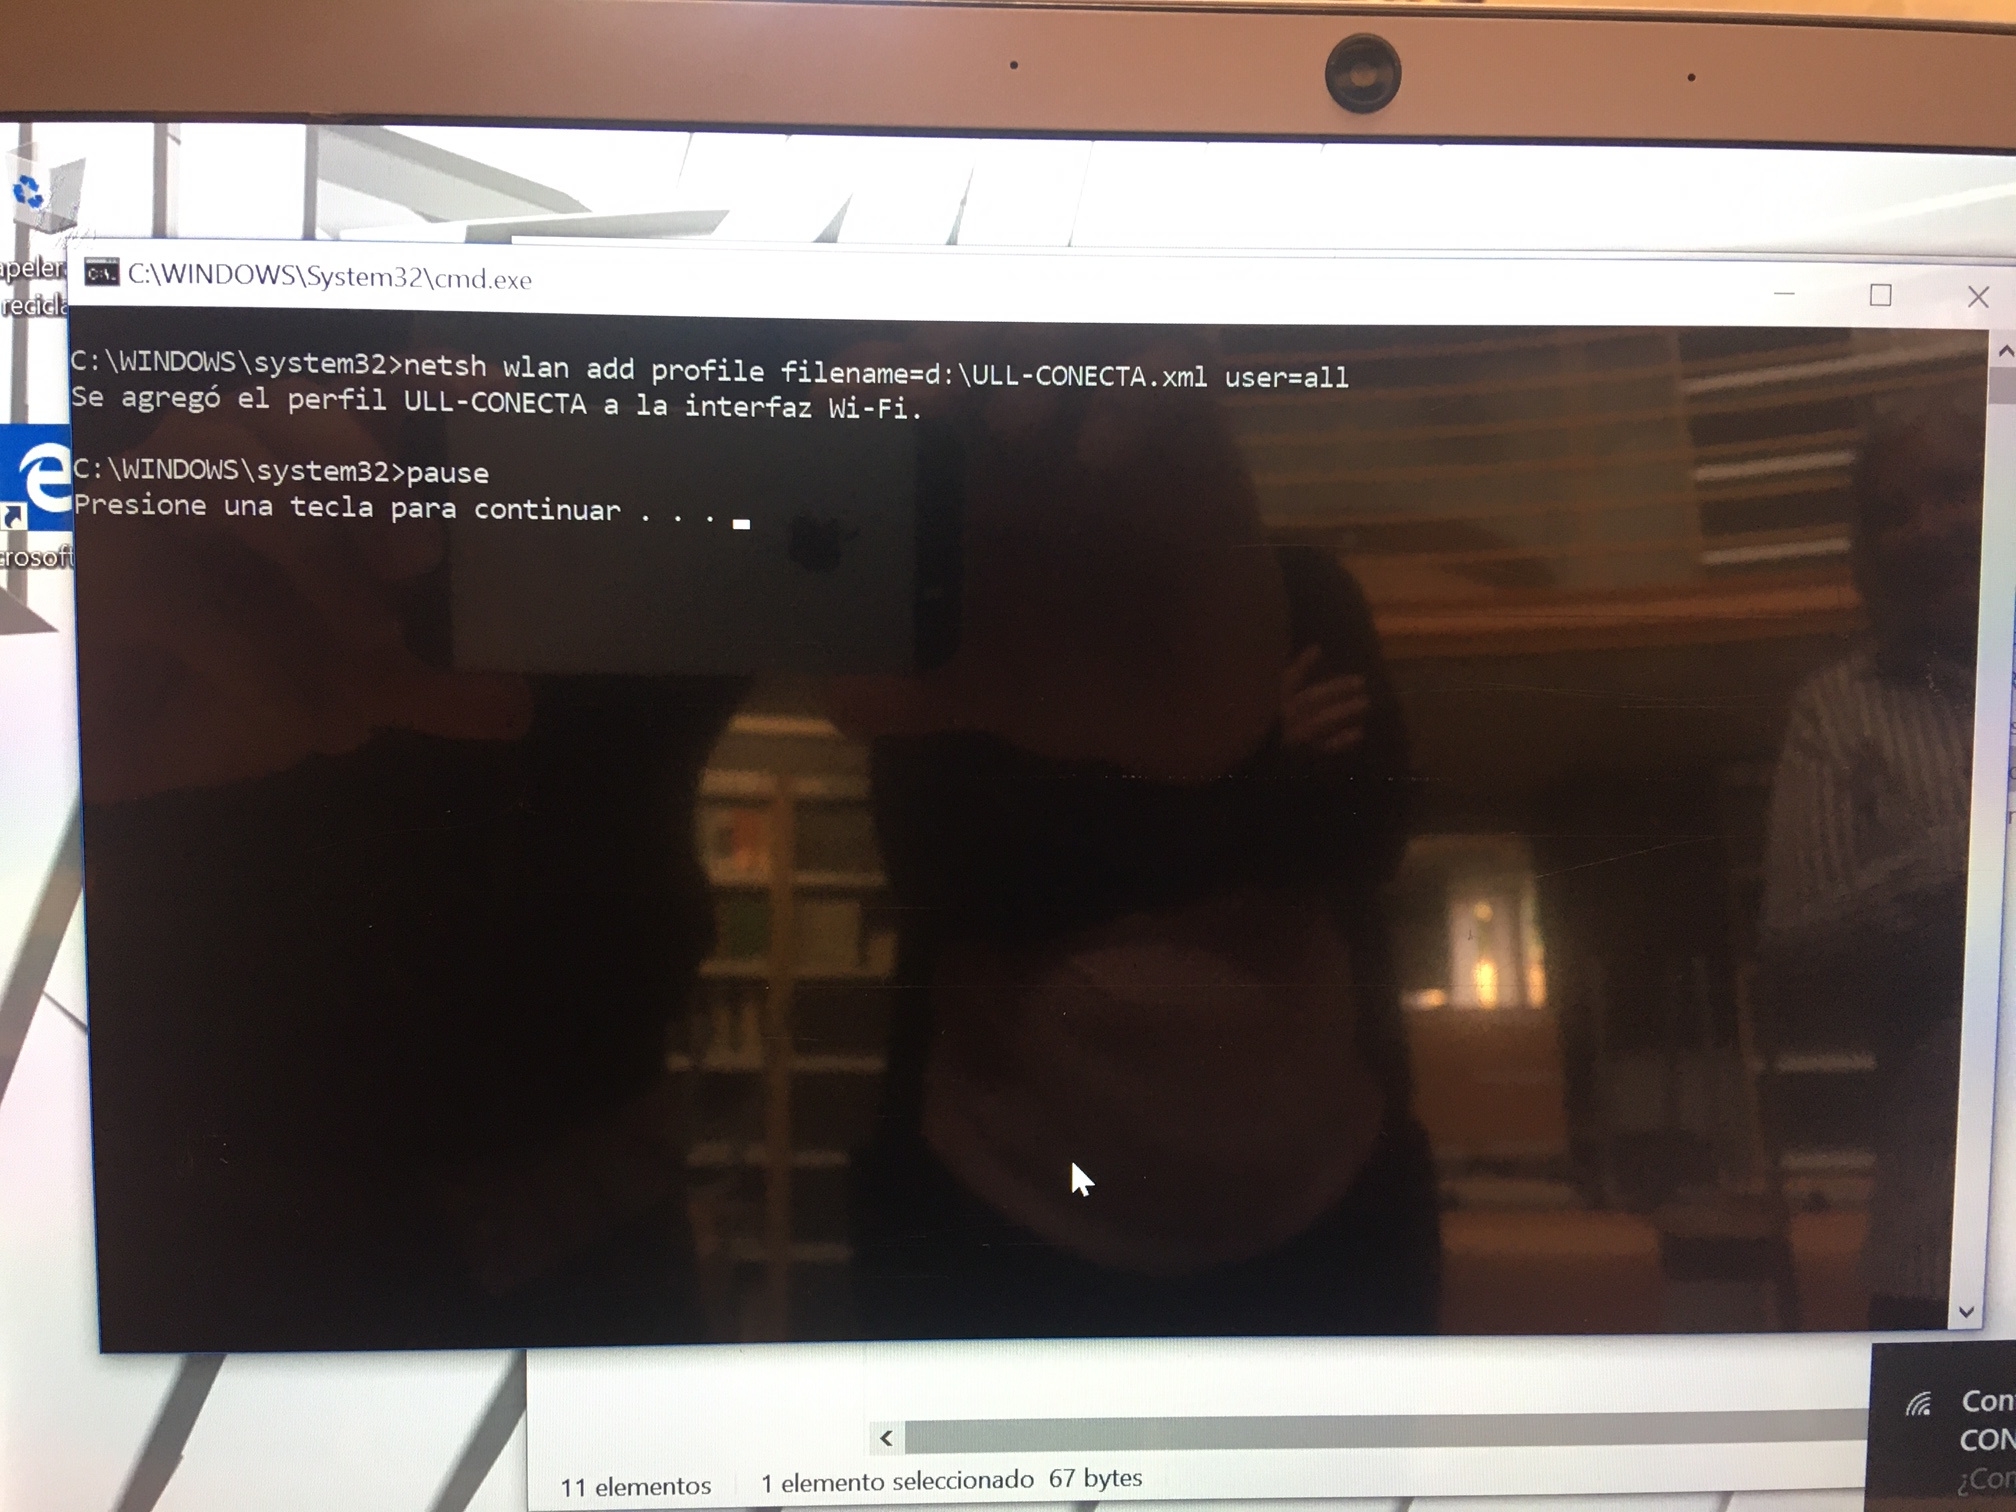 C:\WINDOWS\System32\cmd.exe
C:\WINDOWS\system32>netsh wlan add profile filename=d:\ULL-CONECTA.xml user=all
Se agregó el perfil ULL-CONECTA a la interfaz Wi-Fi.
C:\WINDOWS\system32>pause
Presione una tecla para continuar . . .
apeler
recicla
crosoft
Con
CON
¿Con
11 elementos
1 elemento seleccionado 67 bytes